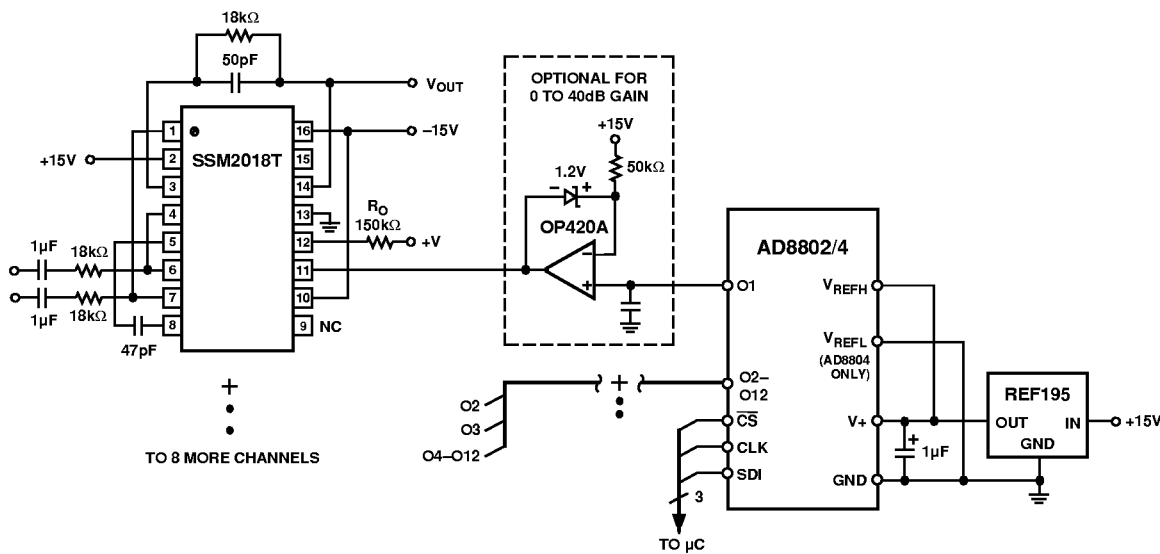 18kΩ
50pF
VOUT
–15V
+15V
SSM2018T
1
2
3
4
5
6
7
8
16
15
14
13
12
11
10
9
NC
RO
150kΩ
+V
1µF
18kΩ
1µF
18kΩ
47pF
+
TO 8 MORE CHANNELS
OPTIONAL FOR
0 TO 40dB GAIN
+15V
50kΩ
1.2V
– +
OP420A
–
+
AD8802/4
O1
O2–
O12
CS
CLK
SDI
VREFH
VREFL
(AD8804
ONLY)
V+
GND
+
1µF
REF195
OUT
IN
GND
+15V
+
O2
O3
O4–O12
3
TO µC